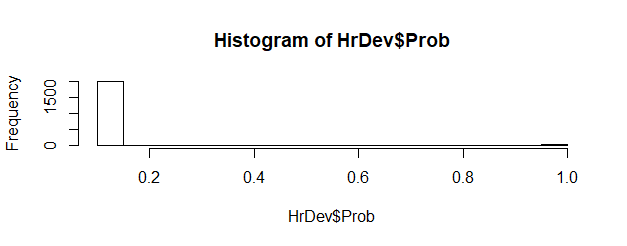 Histogram of HrDev$Prob
Frequency
1500
0
0.2 0.4 0.6 0.8 1.0
HrDev$Prob